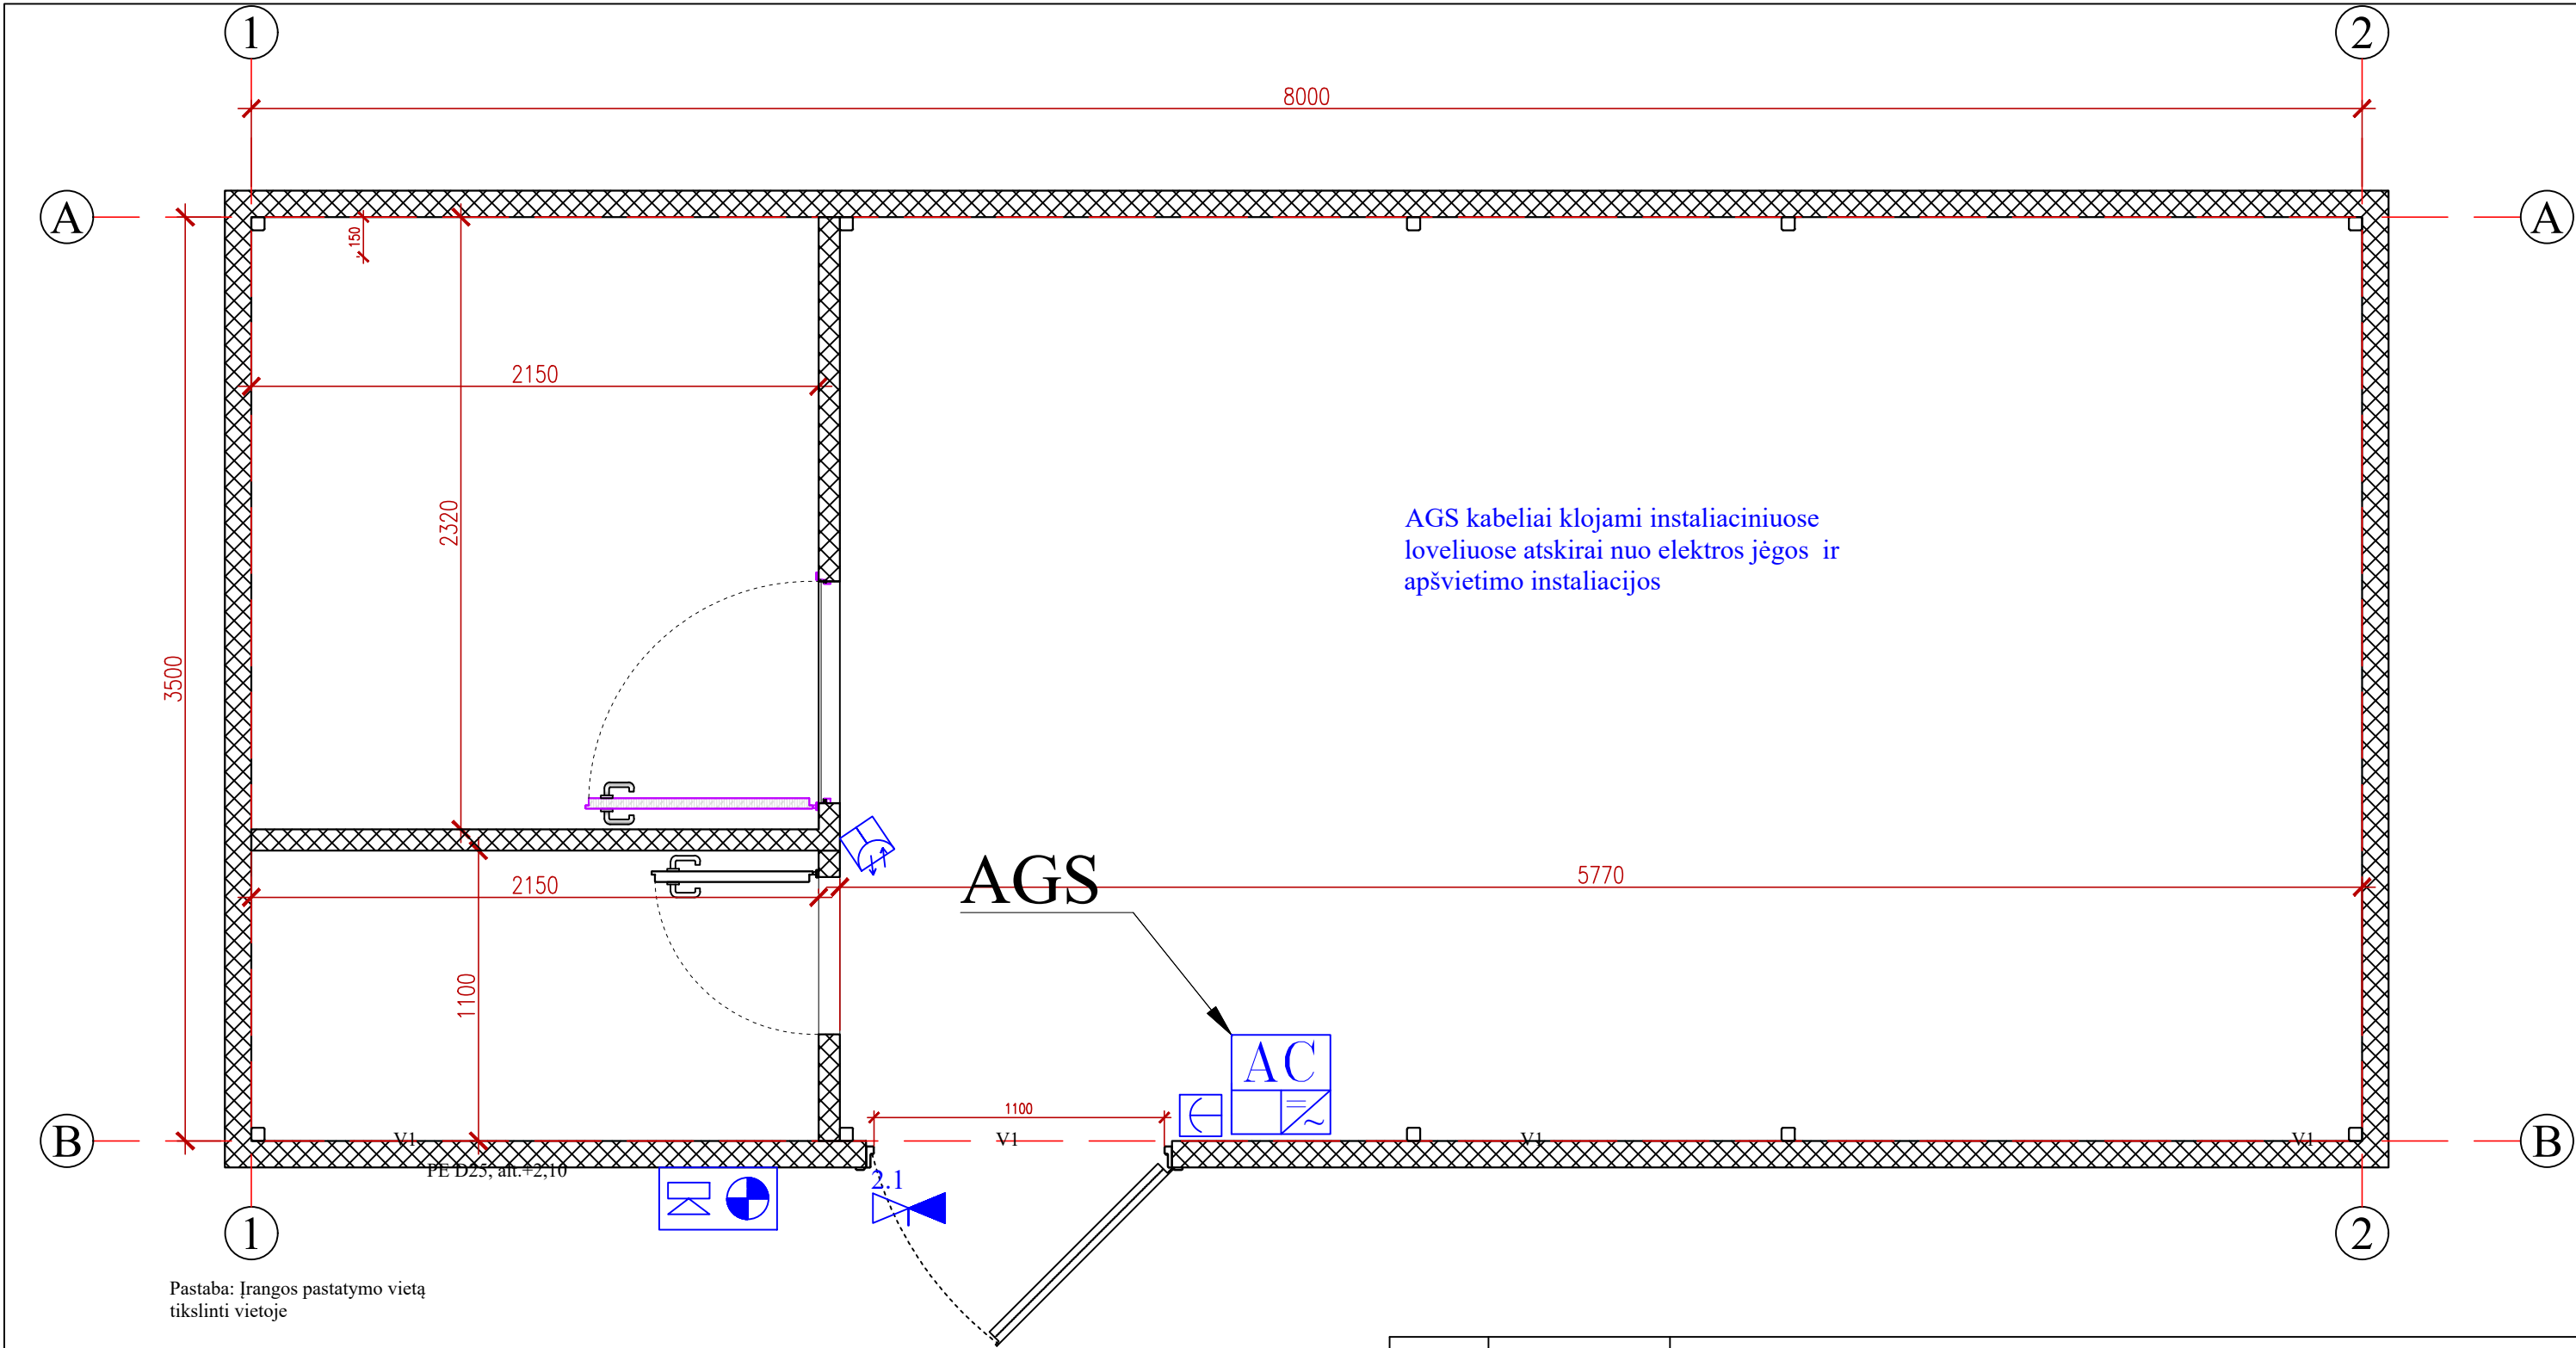 1
2
8000
A
A
150
2150
2320
AGS kabeliai klojami instaliaciniuose
loveliuose atskirai nuo elektros jėgos ir
apšvietimo instaliacijos
3500
AGS
5770
2150
1100
AC
1100
B
V1
V1
V1
V1
B
PE D25, alt.+2,10
2.1
1
2
Pastaba: Įrangos pastatymo vietą
tikslinti vietoje